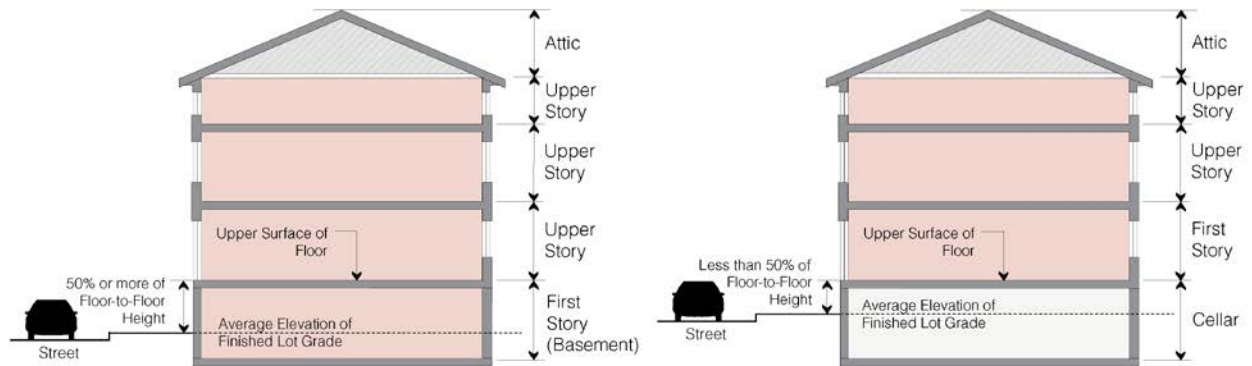 Attic
Upper
Story
Upper
Story
Upper
Story
Upper Surface of
Floor
50% or more of
Floor-to-Floor
Height
First
Story
(Basement)
Average Elevation of
Finished Lot Grade
Street
Attic
Upper
Story
Upper
Story
First
Story
Upper Surface of
Floor
Less than 50% of
Floor-to-Floor
Height
Average Elevation of
Finished Lot Grade
Cellar
Street